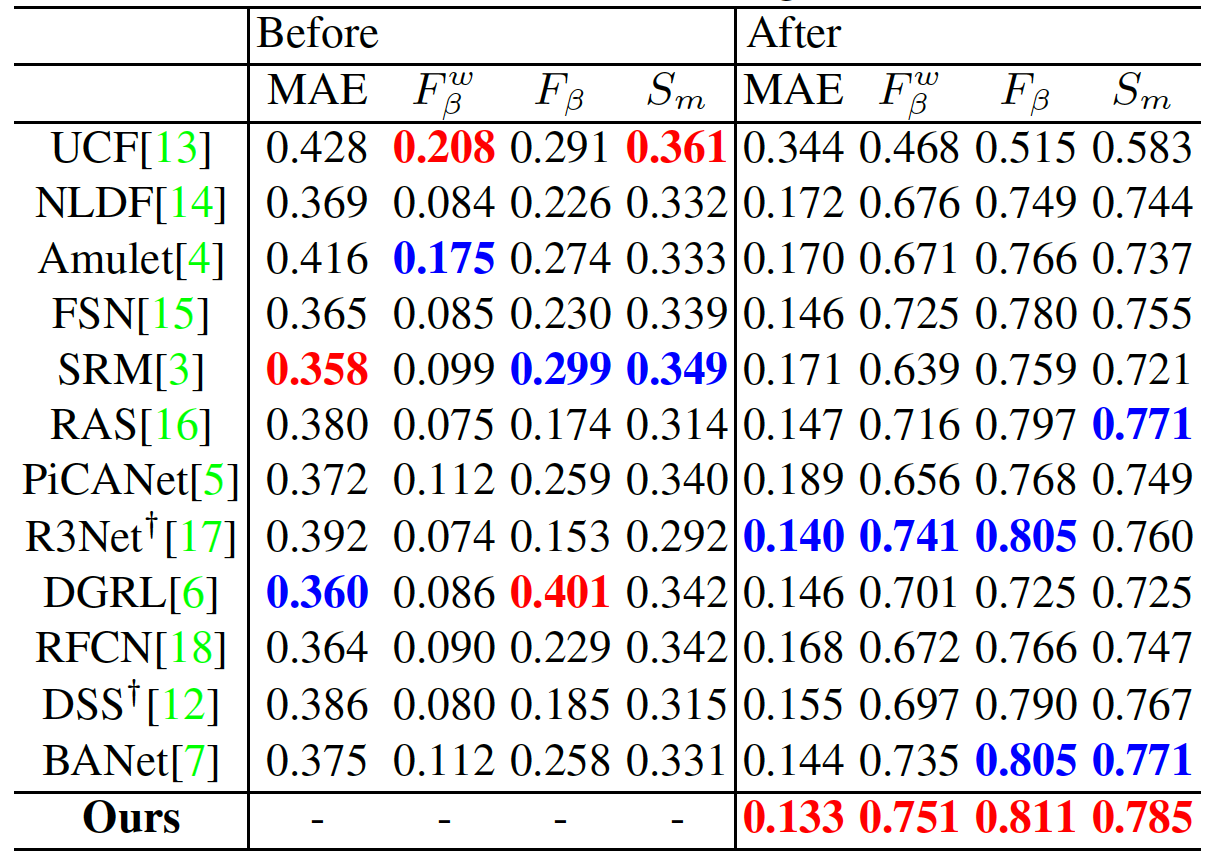 Before After
MAE F_β^w F_β S_m MAE F_β^w F_β S_m
UCF[13] 0.428 0.208 0.291 0.361 0.344 0.468 0.515 0.583
NLDF[14] 0.369 0.084 0.226 0.332 0.172 0.676 0.749 0.744
Amulet[4] 0.416 0.175 0.274 0.333 0.170 0.671 0.766 0.737
FSN[15] 0.365 0.085 0.230 0.339 0.146 0.725 0.780 0.755
SRM[3] 0.358 0.099 0.299 0.349 0.171 0.639 0.759 0.721
RAS[16] 0.380 0.075 0.174 0.314 0.147 0.716 0.797 0.771
PiCANet[5] 0.372 0.112 0.259 0.340 0.189 0.656 0.768 0.749
R3Net†[17] 0.392 0.074 0.153 0.292 0.140 0.741 0.805 0.760
DGRL[6] 0.360 0.086 0.401 0.342 0.146 0.701 0.725 0.725
RFCN[18] 0.364 0.090 0.229 0.342 0.168 0.672 0.766 0.747
DSS†[12] 0.386 0.080 0.185 0.315 0.155 0.697 0.790 0.767
BANet[7] 0.375 0.112 0.258 0.331 0.144 0.735 0.805 0.771
Ours - - - - 0.133 0.751 0.811 0.785